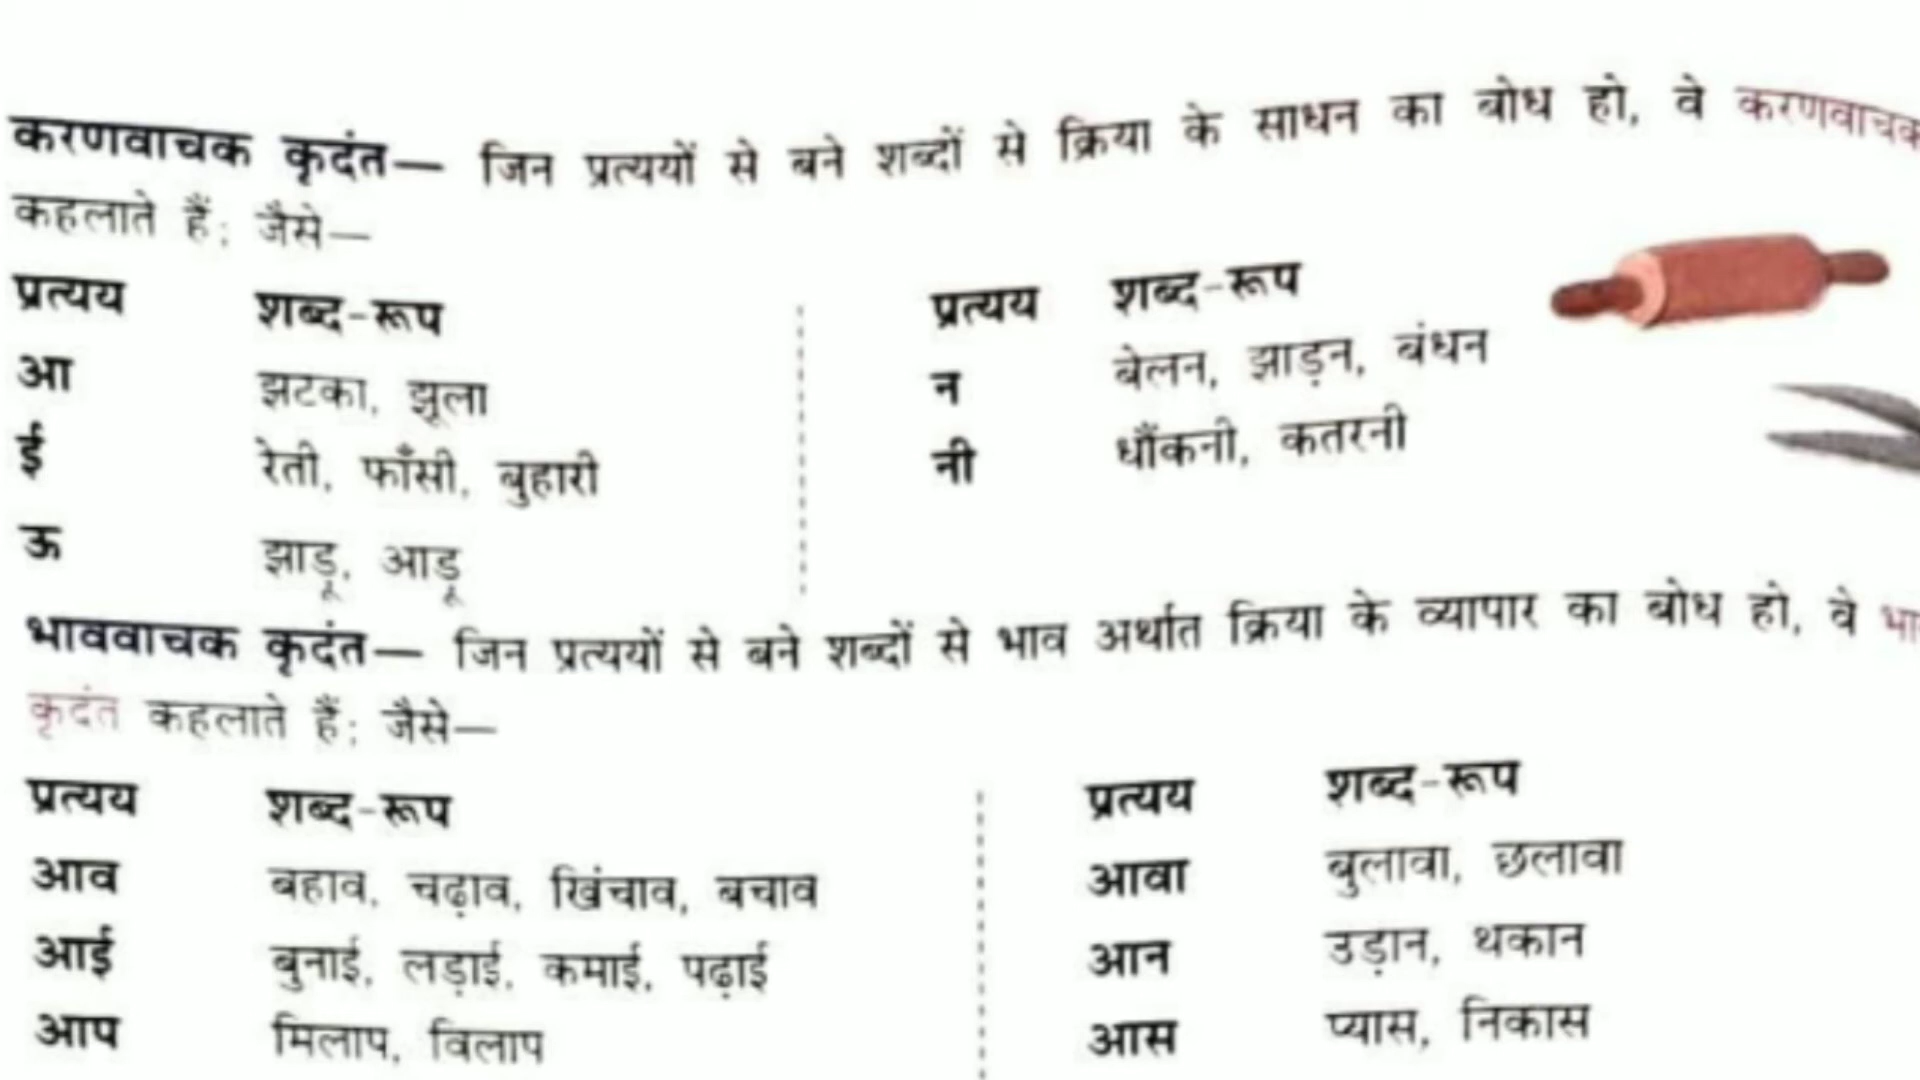 करणवाचक कृदंत— जिन प्रत्ययों से बने शब्दों से क्रिया के साधन का बोध हो, वे करणवाचक
कहलाते हैं; जैसे—
प्रत्यय शब्द-रूप प्रत्यय शब्द-रूप
आ झटका, झूला न बेलन, झाड़न, बंधन
ई रेती, फाँसी, बुहारी नी धौंकनी, कतरनी
ऊ झाड़ू, आड़ू
भाववाचक कृदंत— जिन प्रत्ययों से बने शब्दों से भाव अर्थात क्रिया के व्यापार का बोध हो, वे
कृदंत कहलाते हैं; जैसे—
प्रत्यय शब्द-रूप प्रत्यय शब्द-रूप
आव बहाव, चढ़ाव, खिंचाव, बचाव आवा बुलावा, छलावा
आई बुनाई, लड़ाई, कमाई, पढ़ाई आन उड़ान, थकान
आप मिलाप, विलाप आस प्यास, निकास